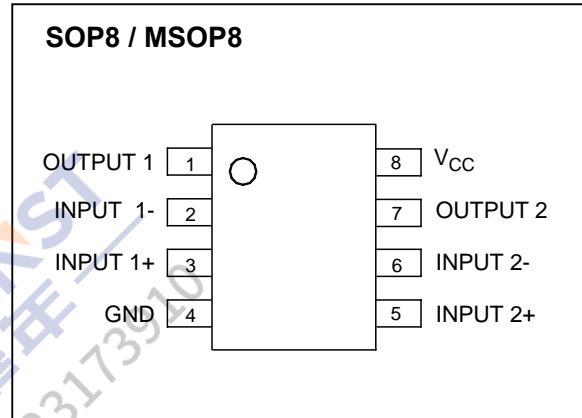 SOP8 / MSOP8
OUTPUT 1 1 8 VCC
INPUT 1- 2 7 OUTPUT 2
INPUT 1+ 3 6 INPUT 2-
GND 4 5 INPUT 2+
33173910